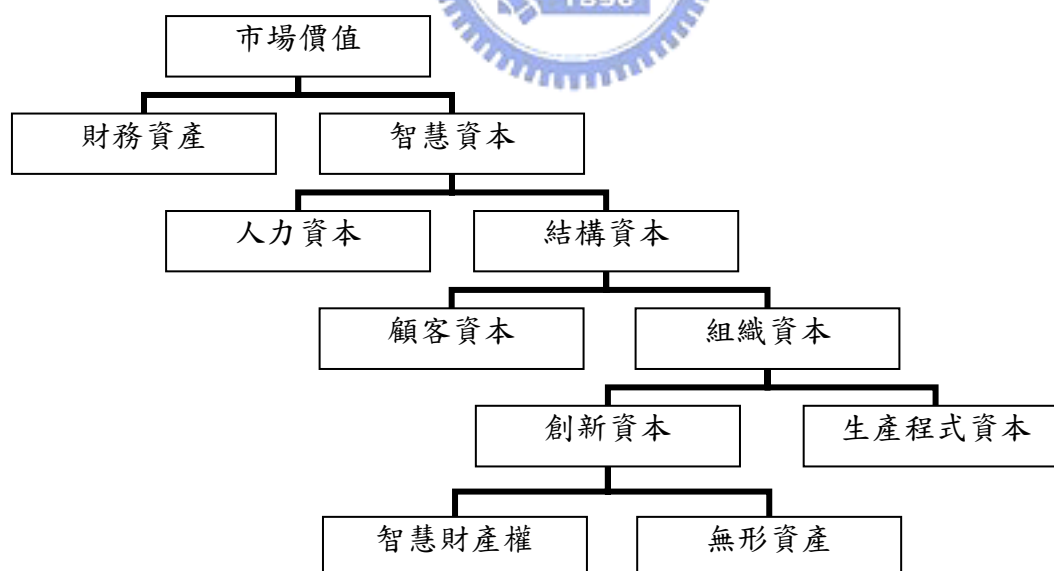 1896
市場價值
財務資產
智慧資本
人力資本
結構資本
顧客資本
組織資本
創新資本
生產程式資本
智慧財產權
無形資產